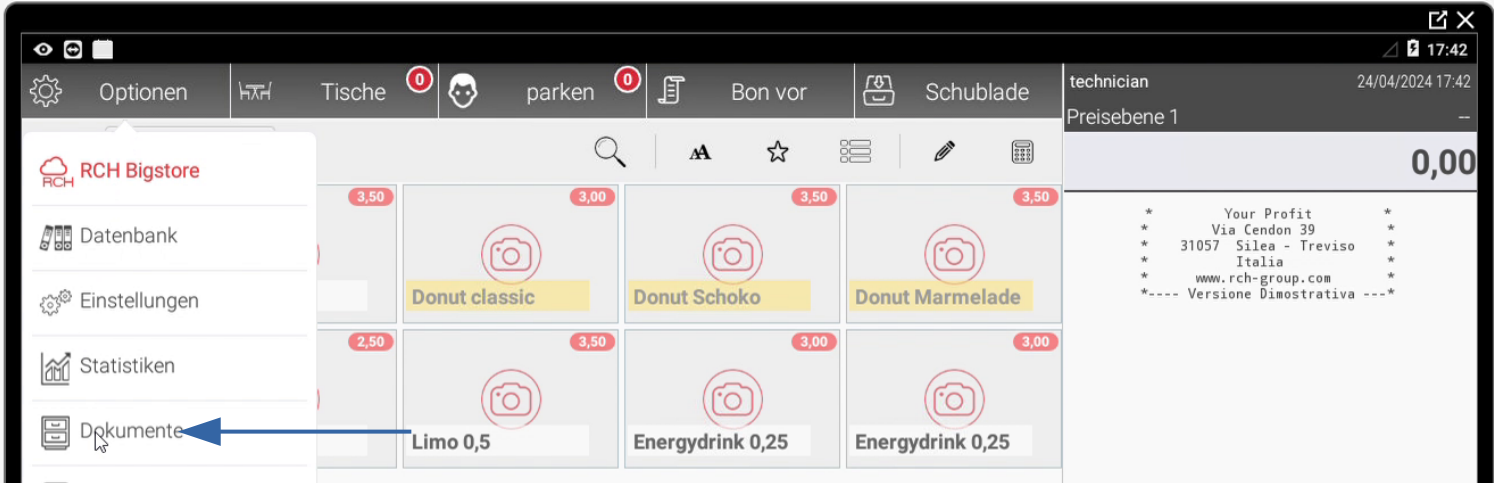 17:42
Optionen
Tische 0
parken 0
Bon vor
Schublade
technician 24/04/2024 17:42
Preisebene 1 --
0,00
RCH RCH Bigstore
Datenbank
Einstellungen
Statistiken
Dokumente
AA
3,50
3,00
Donut classic
3,50
Donut Schoko
3,50
Donut Marmelade
2,50
3,50
Limo 0,5
3,00
Energydrink 0,25
3,00
Energydrink 0,25
* Your Profit *
* Via Cendon 39 *
* 31057 Silea - Treviso *
* Italia *
* www.rch-group.com *
*---- Versione Dimostrativa ---*